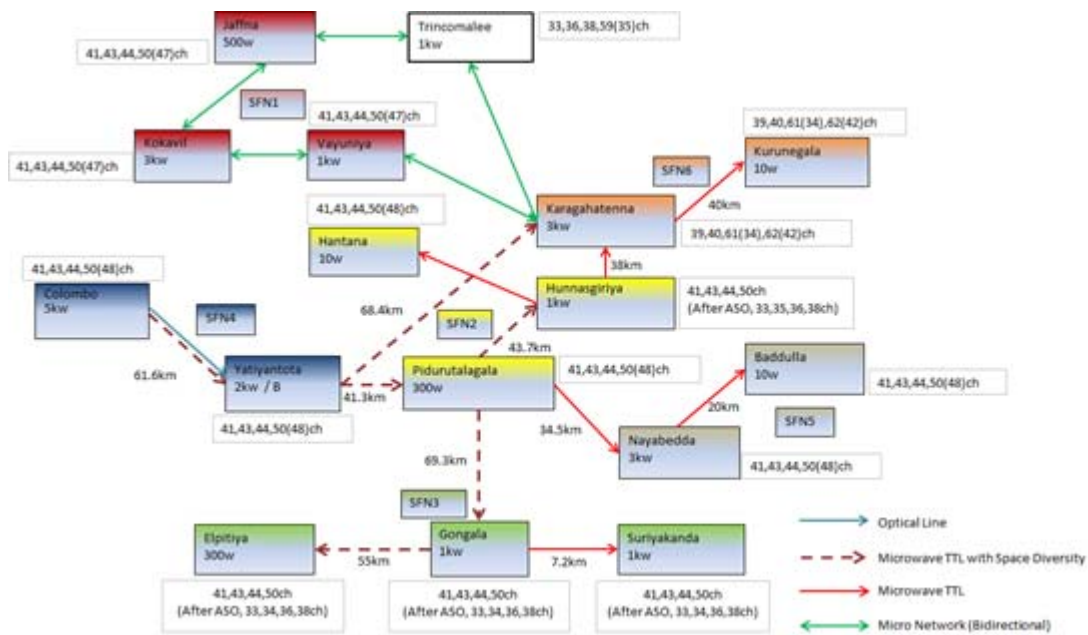 Jaffna
500w
Trincomalee
1kw
33,36,38,59(35)ch
41,43,44,50(47)ch
SFN1
41,43,44,50(47)ch
Kokavil
3kw
Vayuniya
1kw
41,43,44,50(47)ch
39,40,61(34),62(42)ch
Kurunegala
10w
SFN6
40km
41,43,44,50(48)ch
Karagahatenna
3kw
39,40,61(34),62(42)ch
Hantana
10w
38km
41,43,44,50(48)ch
Colombo
5kw
SFN4
68.4km
SFN2
Hunnasgiriya
1kw
41,43,44,50ch
(After ASO, 33,35,36,38ch)
43.7km
61.6km
Yatiyantota
2kw / B
41.3km
Pidurutalagala
300w
41,43,44,50(48)ch
Baddulla
10w
41,43,44,50(48)ch
41,43,44,50(48)ch
20km
SFN5
34.5km
Nayabedda
3kw
41,43,44,50(48)ch
69.3km
SFN3
Elpitiya
300w
55km
Gongala
1kw
7.2km
Suriyakanda
1kw
41,43,44,50ch
(After ASO, 33,34,36,38ch)
41,43,44,50ch
(After ASO, 33,34,36,38ch)
41,43,44,50ch
(After ASO, 33,34,36,38ch)
Optical Line
Microwave TTL with Space Diversity
Microwave TTL
Micro Network (Bidirectional)